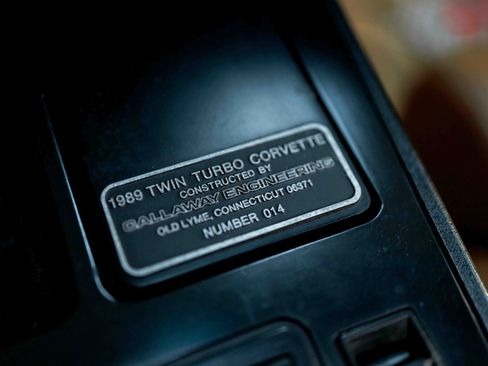 1989 TWIN TURBO CORVETTE
CONSTRUCTED BY
CALLAWAY ENGINEERING
OLD LYME, CONNECTICUT 06371
NUMBER 014